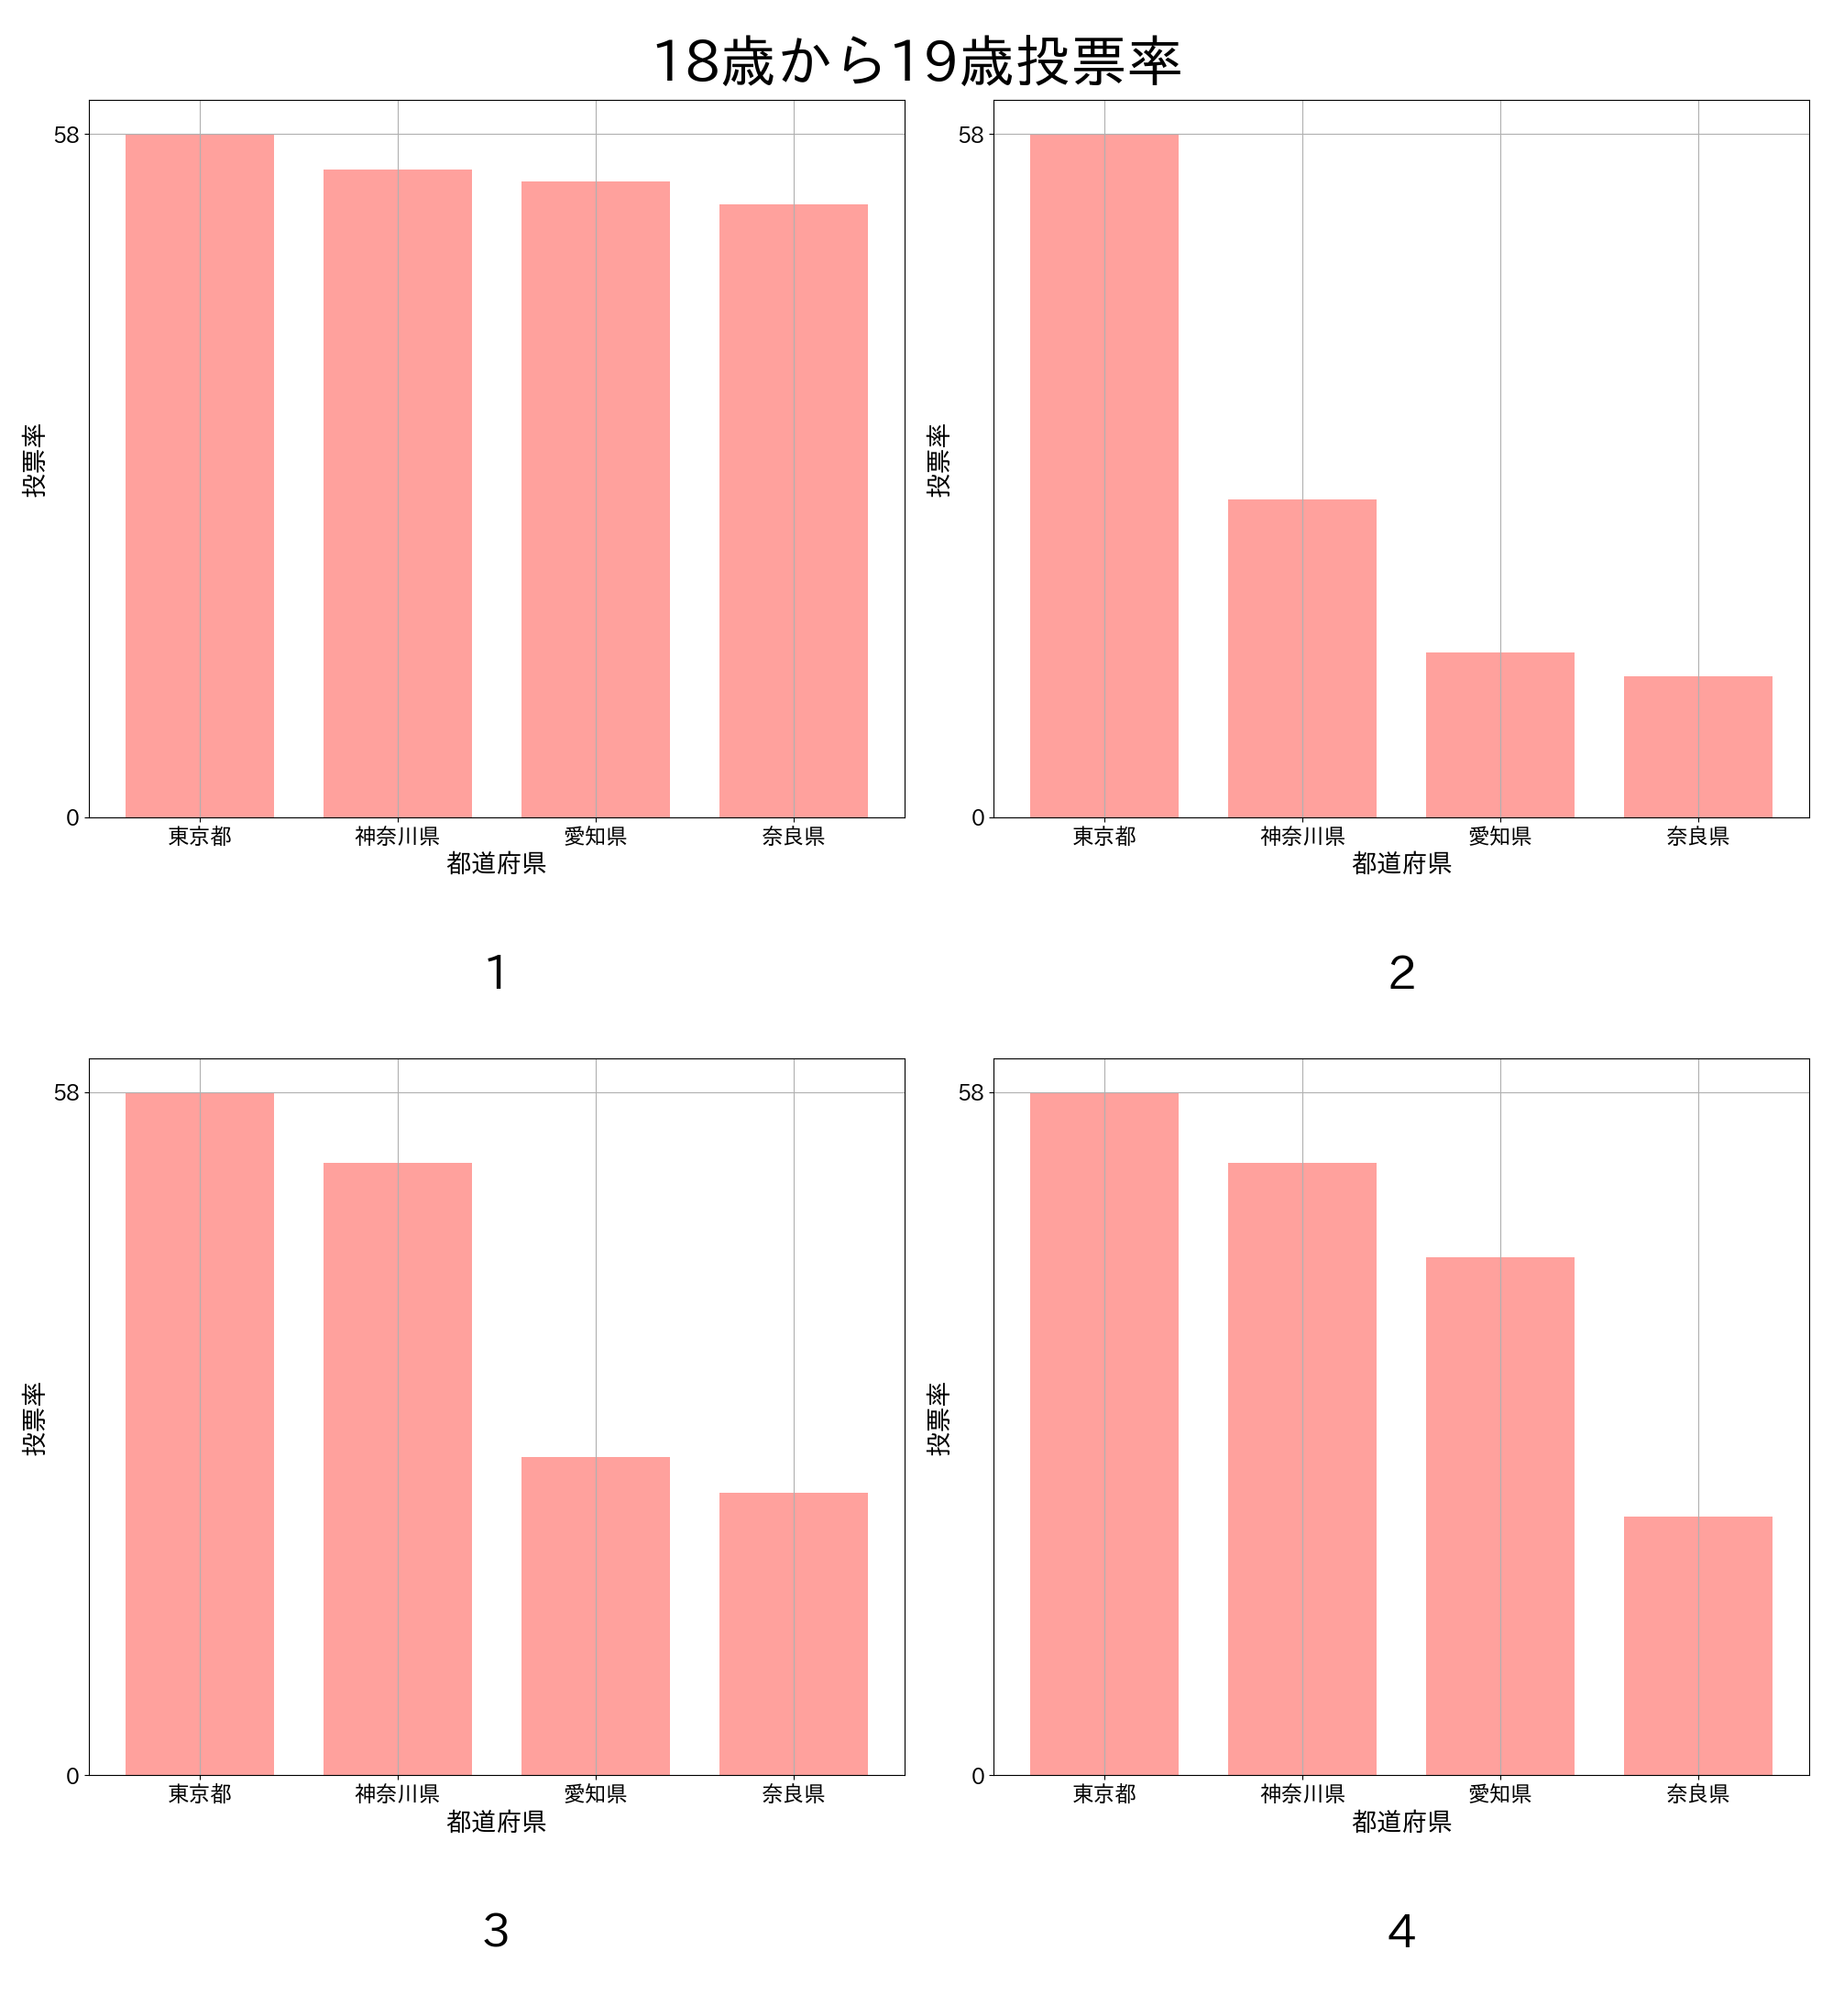 18歳から19歳投票率
58
0
投票率
東京都 神奈川県 愛知県 奈良県
都道府県
1
58
0
投票率
東京都 神奈川県 愛知県 奈良県
都道府県
2
58
0
投票率
東京都 神奈川県 愛知県 奈良県
都道府県
3
58
0
投票率
東京都 神奈川県 愛知県 奈良県
都道府県
4